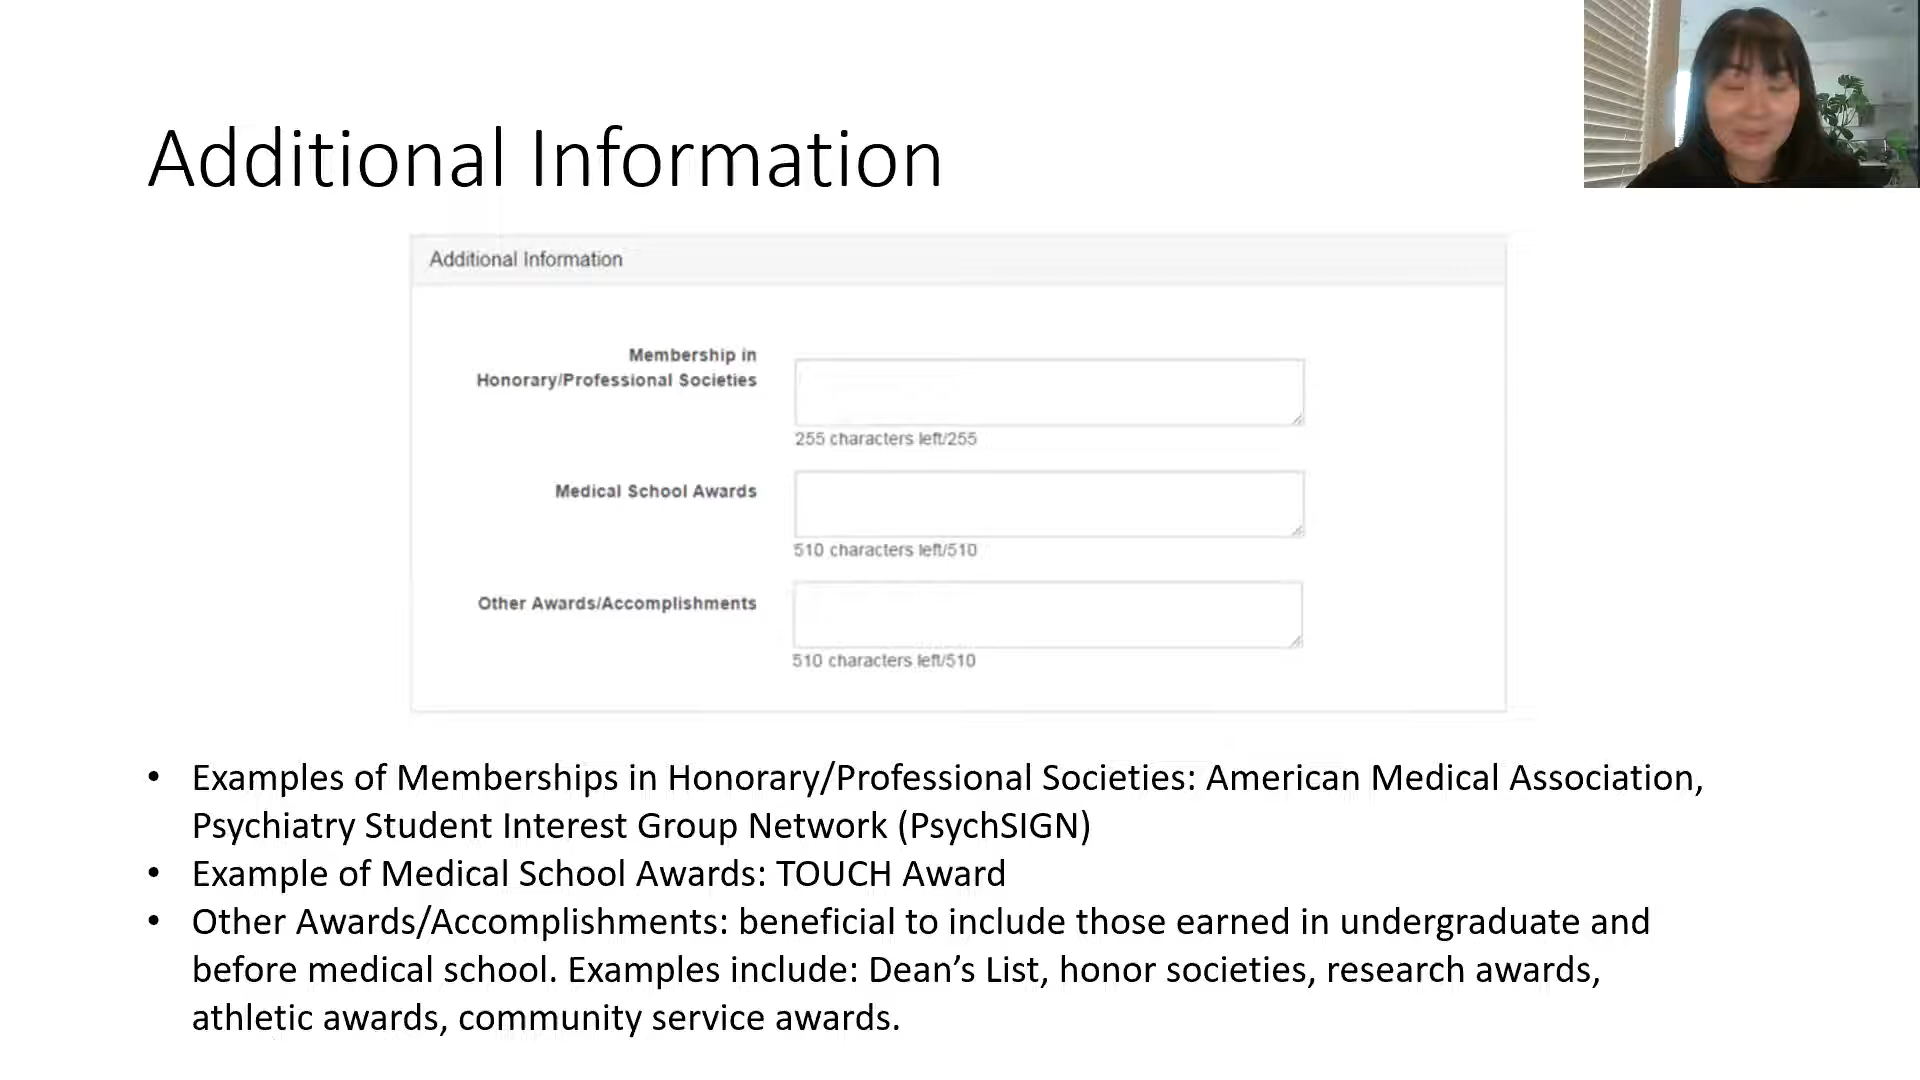 Additional Information
Additional Information
Membership in
Honorary/Professional Societies
255 characters left/255
Medical School Awards
510 characters left/510
Other Awards/Accomplishments
510 characters left/510
• Examples of Memberships in Honorary/Professional Societies: American Medical Association,
Psychiatry Student Interest Group Network (PsychSIGN)
• Example of Medical School Awards: TOUCH Award
• Other Awards/Accomplishments: beneficial to include those earned in undergraduate and
before medical school. Examples include: Dean’s List, honor societies, research awards,
athletic awards, community service awards.